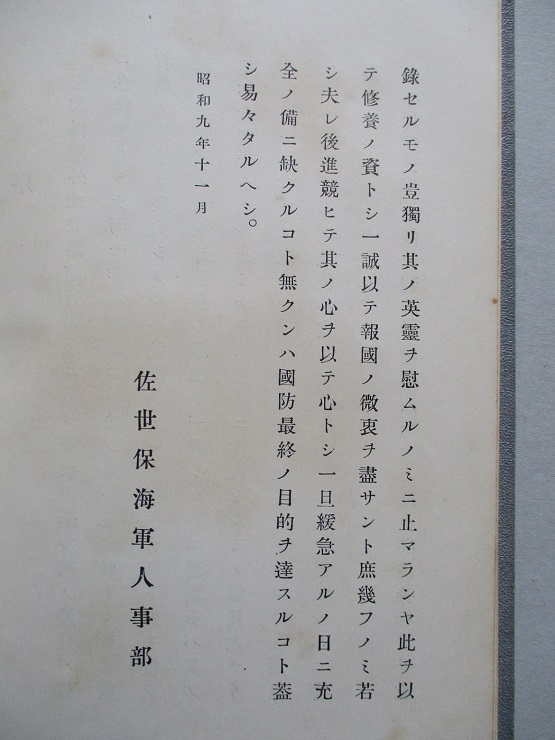 錄セルモノ豈獨リ其ノ英靈ヲ慰ムルノミニ止マランヤ此ヲ以
テ修養ノ資トシ一誠以テ報國ノ微衷ヲ盡サント庶幾フノミ若
シ夫レ後進競ヒテ其ノ心ヲ以テ心トシ一旦緩急アルノ日ニ充
全ノ備ニ缺クルコト無クンハ國防最終ノ目的ヲ達スルコト蓋
シ易々タルヘシ。
昭和九年十一月
佐世保海軍人事部